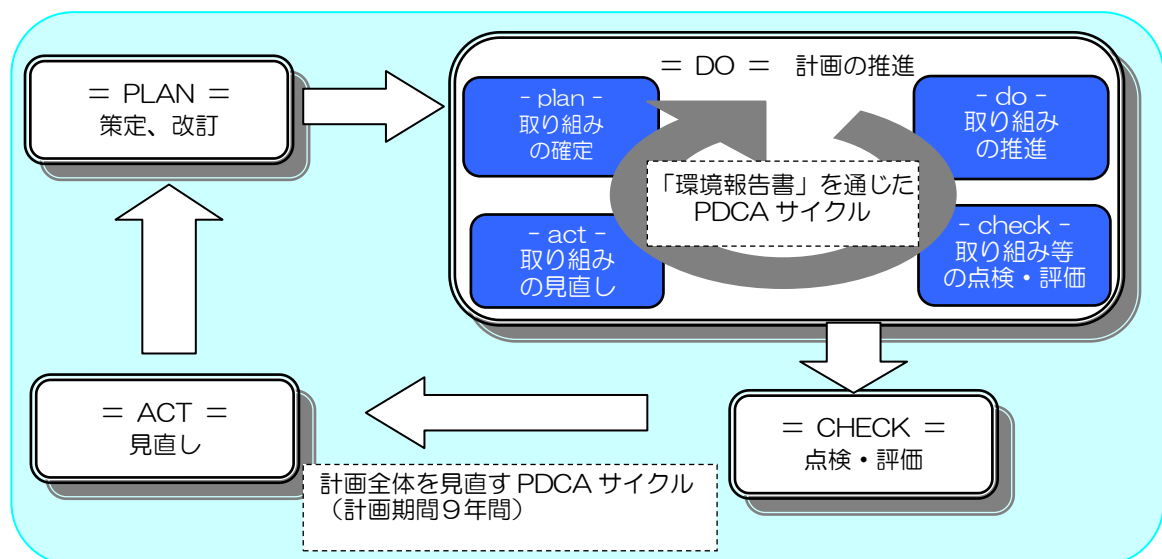 ＝ PLAN ＝
策定、改訂
＝ DO ＝　計画の推進
- plan -
取り組み
の確定
- do -
取り組み
の推進
「環境報告書」を通じた
PDCA サイクル
- act -
取り組み
の見直し
- check -
取り組み等
の点検・評価
＝ ACT ＝
見直し
＝ CHECK ＝
点検・評価
計画全体を見直す PDCA サイクル
（計画期間９年間）